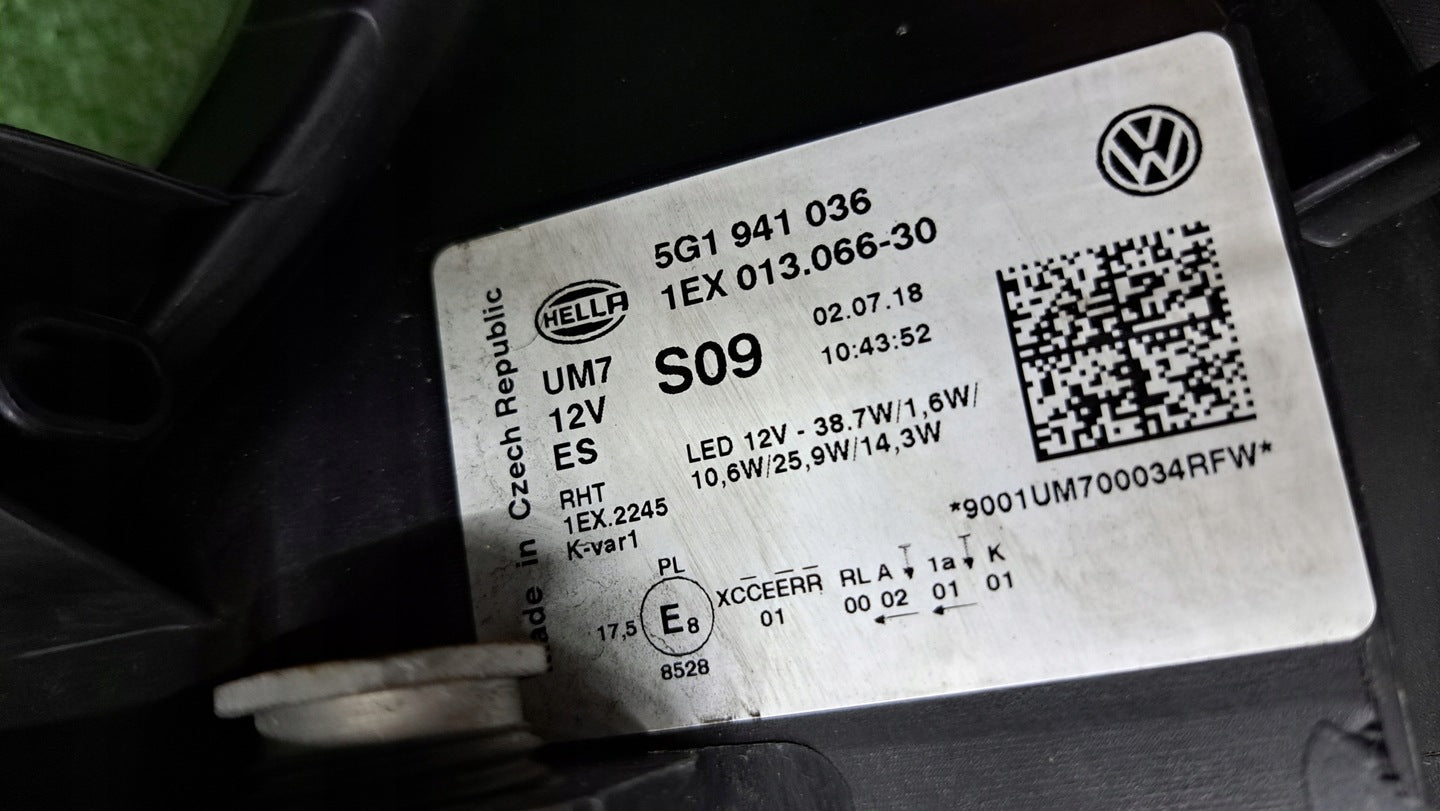 5G1 941 036
1EX 013.066-30
HELLA
02.07.18
10:43:52
S09
UM7
12V
ES
LED 12V - 38.7W/1,6W/
10,6W/25,9W/14,3W
RHT
1EX.2245
K-var1
*9001UM700034RFW*
PL
17,5
E8
8528
XCCEERR RL A 1a K
01 00 02 01 01
in Czech Republic